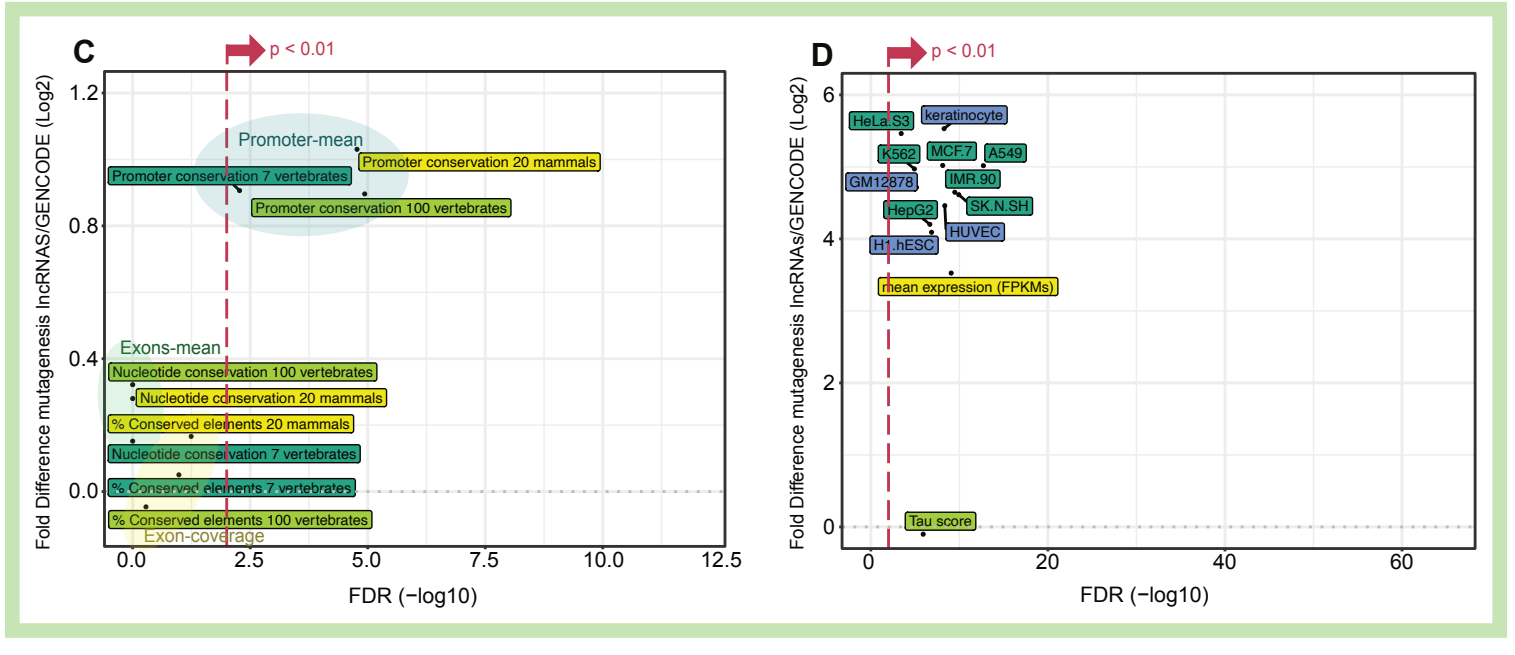 C
p < 0.01
Fold Difference mutagenesis lncRNAS/GENCODE (Log2)
1.2
0.8
0.4
0.0
Promoter-mean
Promoter conservation 20 mammals
Promoter conservation 7 vertebrates
Promoter conservation 100 vertebrates
Exons-mean
Nucleotide conservation 100 vertebrates
Nucleotide conservation 20 mammals
% Conserved elements 20 mammals
Nucleotide conservation 7 vertebrates
% Conserved elements 7 vertebrates
% Conserved elements 100 vertebrates
Exon-coverage
0.0 2.5 5.0 7.5 10.0 12.5
FDR (−log10)
D
p < 0.01
Fold Difference mutagenesis lncRNAs/GENCODE (Log2)
6
4
2
0
HeLa.S3
keratinocyte
K562
MCF.7
A549
GM12878
IMR.90
HepG2
SK.N.SH
H1.hESC
HUVEC
mean expression (FPKMs)
Tau score
0 20 40 60
FDR (−log10)